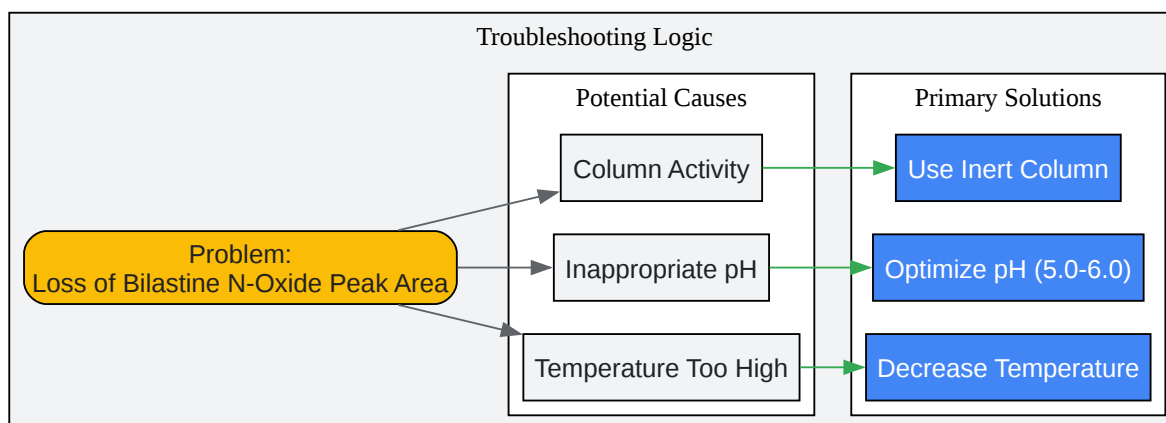 Troubleshooting Logic
Potential Causes
Primary Solutions
Column Activity
Use Inert Column
Problem:
Loss of Bilastine N-Oxide Peak Area
Inappropriate pH
Optimize pH (5.0-6.0)
Temperature Too High
Decrease Temperature